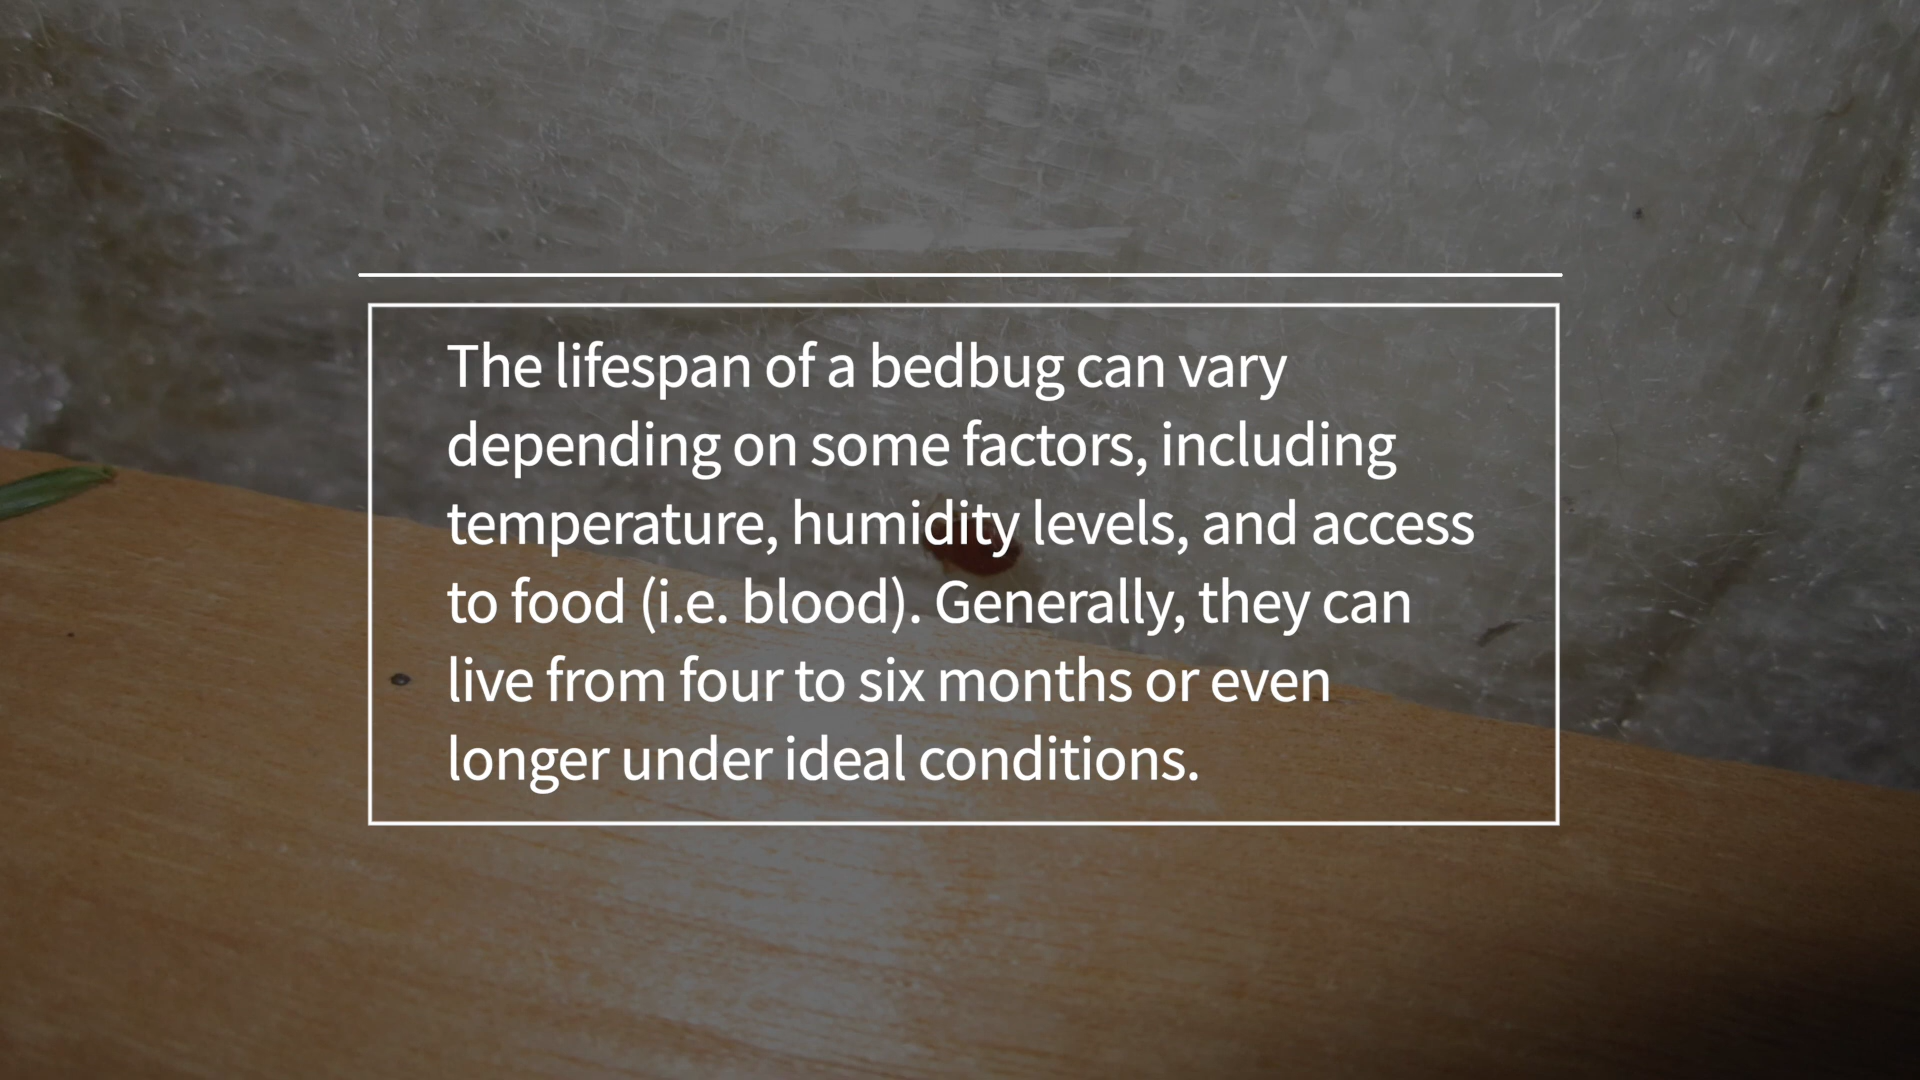 The lifespan of a bedbug can vary
depending on some factors, including
temperature, humidity levels, and access
to food (i.e. blood). Generally, they can
live from four to six months or even
longer under ideal conditions.